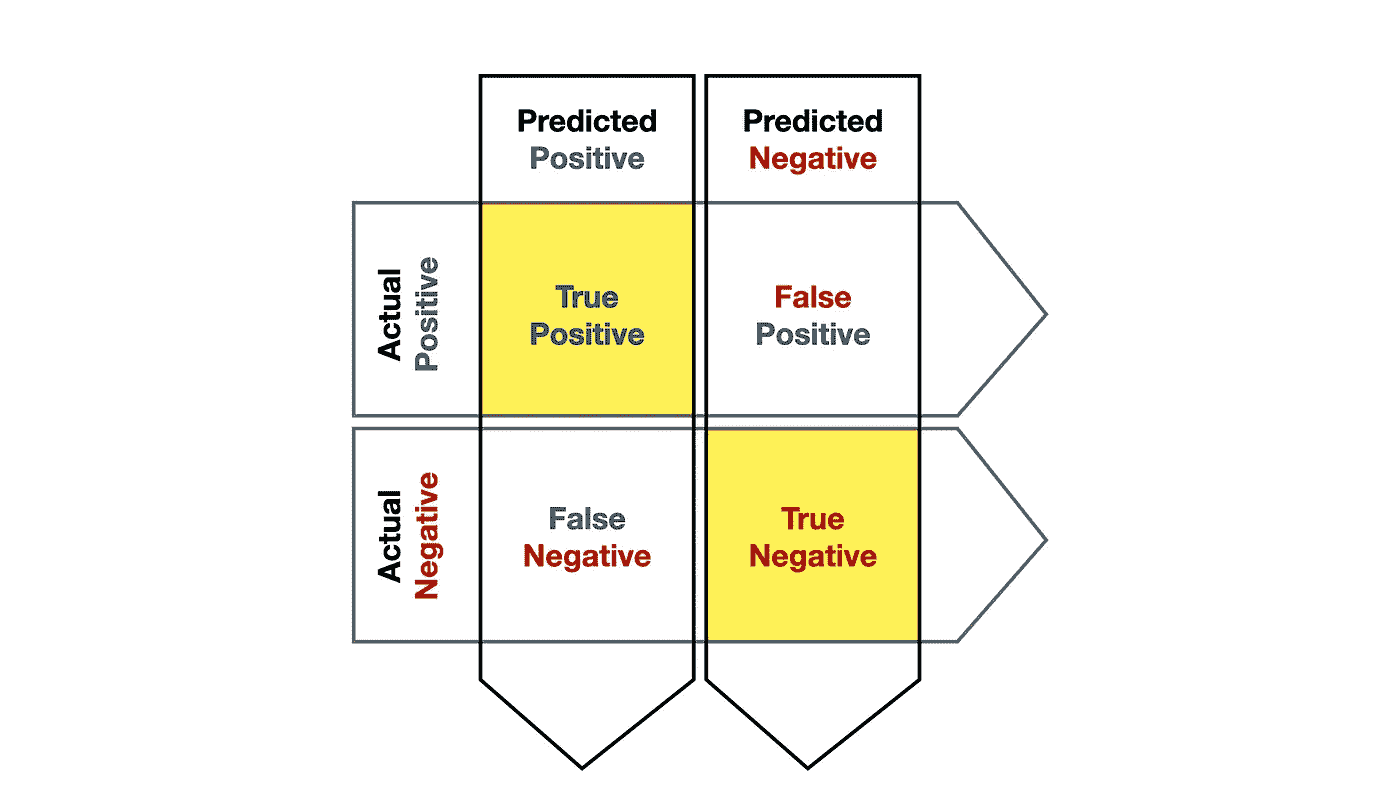 Predicted
Positive
Predicted
Negative
Actual
Positive
True
Positive
False
Positive
Actual
Negative
False
Negative
True
Negative